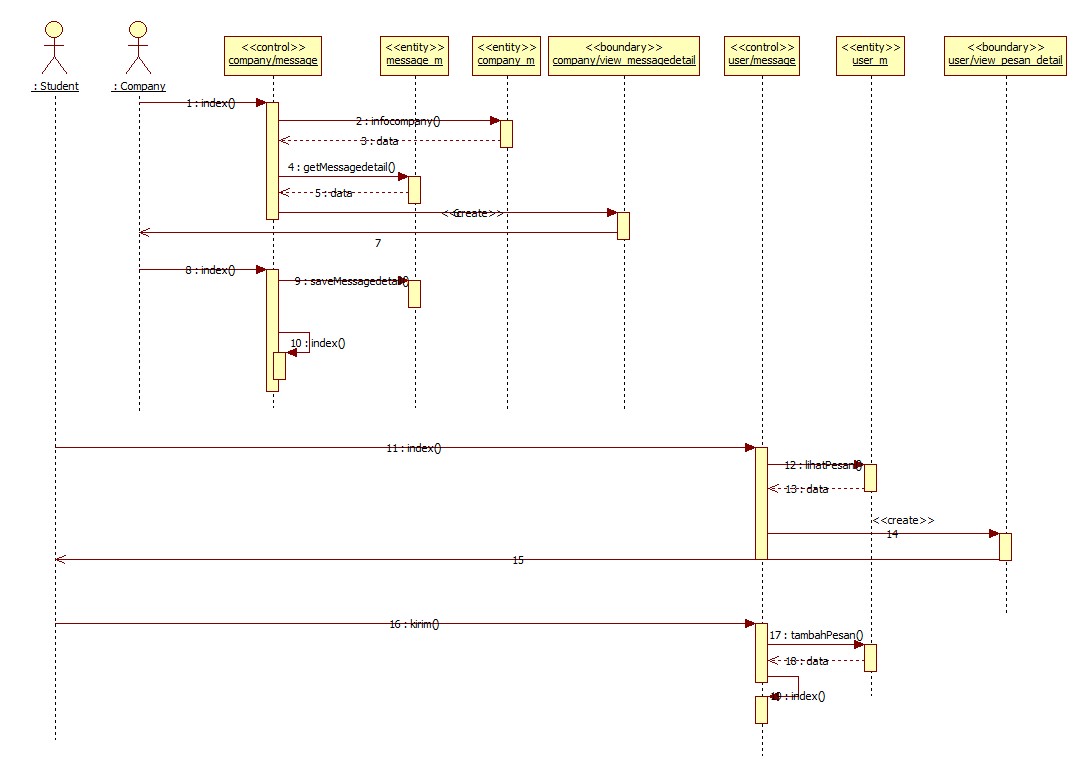 <<control>>
company/message
<<entity>>
message_m
<<entity>>
company_m
<<boundary>>
company/view_messagedetail
<<control>>
user/message
<<entity>>
user_m
<<boundary>>
user/view_pesan_detail
: Student
: Company
1 : index()
2 : infocompany()
3 : data
4 : getMessagedetail()
5 : data
<<create>>
6
7
8 : index()
9 : saveMessagedetail()
10 : index()
11 : index()
12 : lihatPesan()
13 : data
<<create>>
14
15
16 : kirim()
17 : tambahPesan()
18 : data
19 : index()